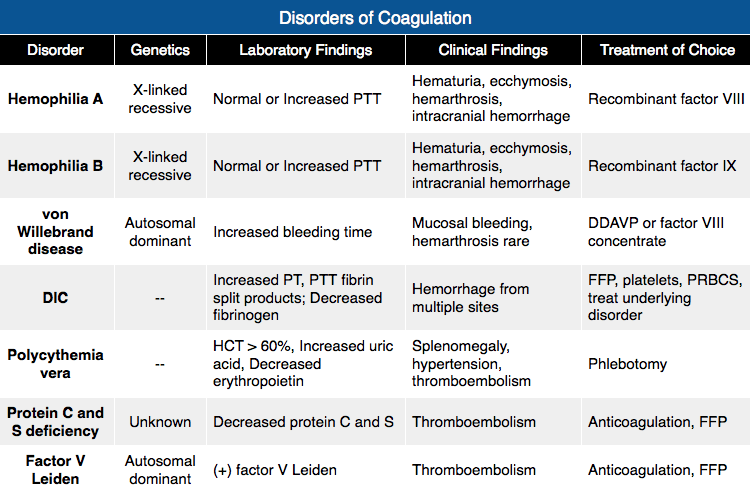 Disorders of Coagulation
Disorder Genetics Laboratory Findings Clinical Findings Treatment of Choice
Hemophilia A
X-linked
recessive
Normal or Increased PTT
Hematuria, ecchymosis,
hemarthrosis,
intracranial hemorrhage
Recombinant factor VIII
Hemophilia B
X-linked
recessive
Normal or Increased PTT
Hematuria, ecchymosis,
hemarthrosis,
intracranial hemorrhage
Recombinant factor IX
von
Willebrand
disease
Autosomal
dominant
Increased bleeding time
Mucosal bleeding,
hemarthrosis rare
DDAVP or factor VIII
concentrate
DIC
--
Increased PT, PTT fibrin
split products; Decreased
fibrinogen
Hemorrhage from
multiple sites
FFP, platelets, PRBCS,
treat underlying
disorder
Polycythemia
vera
--
HCT > 60%, Increased uric
acid, Decreased
erythropoietin
Splenomegaly,
hypertension,
thromboembolism
Phlebotomy
Protein C and
S deficiency
Unknown
Decreased protein C and S
Thromboembolism
Anticoagulation, FFP
Factor V
Leiden
Autosomal
dominant
(+) factor V Leiden
Thromboembolism
Anticoagulation, FFP